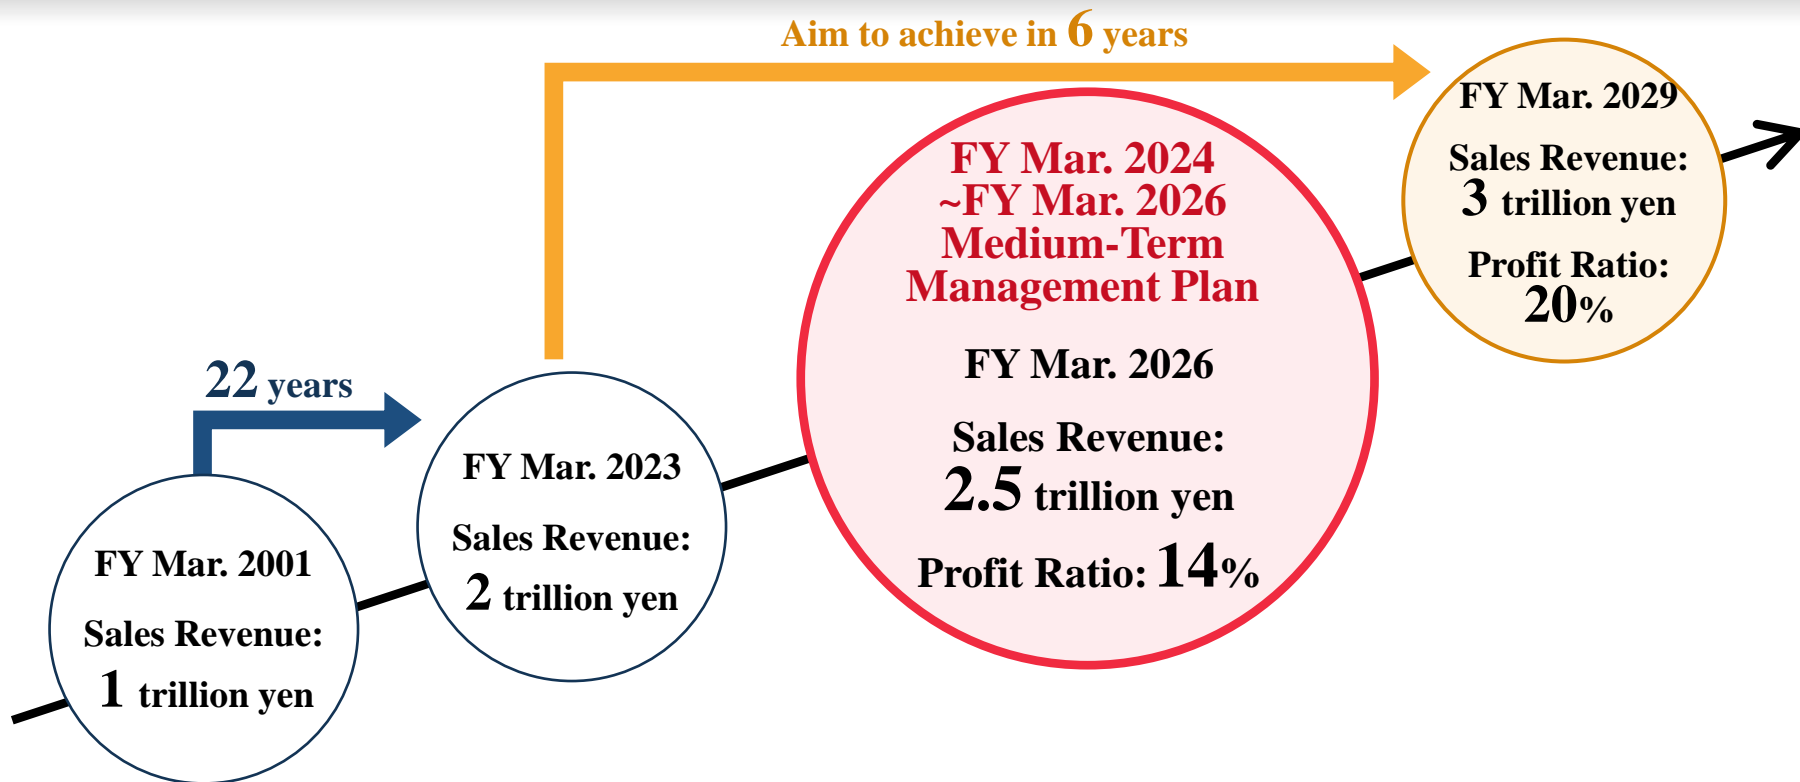 Aim to achieve in 6 years
22 years
FY Mar. 2001
Sales Revenue:
1 trillion yen
FY Mar. 2023
Sales Revenue:
2 trillion yen
FY Mar. 2024
~FY Mar. 2026
Medium-Term
Management Plan
FY Mar. 2026
Sales Revenue:
2.5 trillion yen
Profit Ratio: 14%
FY Mar. 2029
Sales Revenue:
3 trillion yen
Profit Ratio:
20%